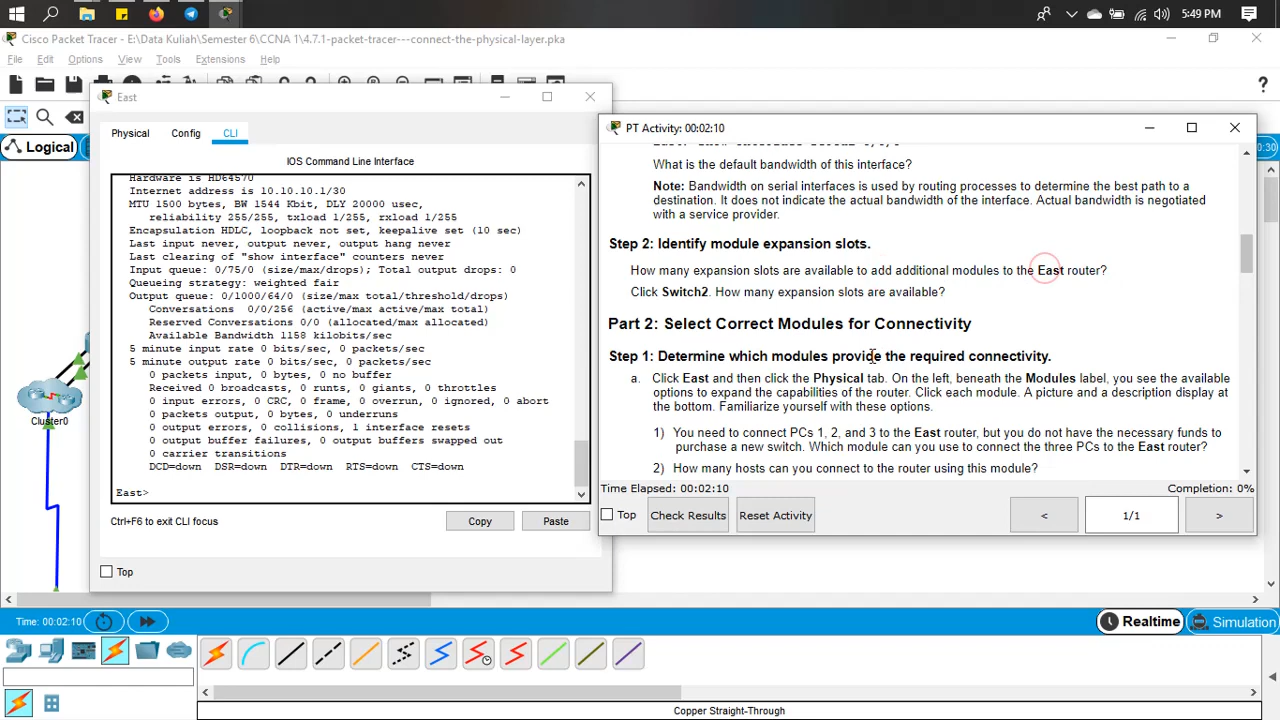 5:49 PM
Cisco Packet Tracer - E:\Data Kuliah\Semester 6\CCNA 1\4.7.1-packet-tracer---connect-the-physical-layer.pka
File Edit Options View Tools Extensions Help
Logical
:30
Cluster0
East
Physical Config CLI
IOS Command Line Interface
Hardware is HD64570
Internet address is 10.10.10.1/30
MTU 1500 bytes, BW 1544 Kbit, DLY 20000 usec,
reliability 255/255, txload 1/255, rxload 1/255
Encapsulation HDLC, loopback not set, keepalive set (10 sec)
Last input never, output never, output hang never
Last clearing of "show interface" counters never
Input queue: 0/75/0 (size/max/drops); Total output drops: 0
Queueing strategy: weighted fair
Output queue: 0/1000/64/0 (size/max total/threshold/drops)
Conversations 0/0/256 (active/max active/max total)
Reserved Conversations 0/0 (allocated/max allocated)
Available Bandwidth 1158 kilobits/sec
5 minute input rate 0 bits/sec, 0 packets/sec
5 minute output rate 0 bits/sec, 0 packets/sec
0 packets input, 0 bytes, 0 no buffer
Received 0 broadcasts, 0 runts, 0 giants, 0 throttles
0 input errors, 0 CRC, 0 frame, 0 overrun, 0 ignored, 0 abort
0 packets output, 0 bytes, 0 underruns
0 output errors, 0 collisions, 1 interface resets
0 output buffer failures, 0 output buffers swapped out
0 carrier transitions
DCD=down DSR=down DTR=down RTS=down CTS=down
East>
Ctrl+F6 to exit CLI focus
Copy Paste
Top
PT Activity: 00:02:10
What is the default bandwidth of this interface?
Note: Bandwidth on serial interfaces is used by routing processes to determine the best path to a
destination. It does not indicate the actual bandwidth of the interface. Actual bandwidth is negotiated
with a service provider.
Step 2: Identify module expansion slots.
How many expansion slots are available to add additional modules to the East router?
Click Switch2. How many expansion slots are available?
Part 2: Select Correct Modules for Connectivity
Step 1: Determine which modules provide the required connectivity.
a. Click East and then click the Physical tab. On the left, beneath the Modules label, you see the available
options to expand the capabilities of the router. Click each module. A picture and a description display at
the bottom. Familiarize yourself with these options.
1) You need to connect PCs 1, 2, and 3 to the East router, but you do not have the necessary funds to
purchase a new switch. Which module can you use to connect the three PCs to the East router?
2) How many hosts can you connect to the router using this module?
Time Elapsed: 00:02:10 Completion: 0%
Top Check Results Reset Activity < 1/1 >
Time: 00:02:10
Realtime Simulation
Copper Straight-Through